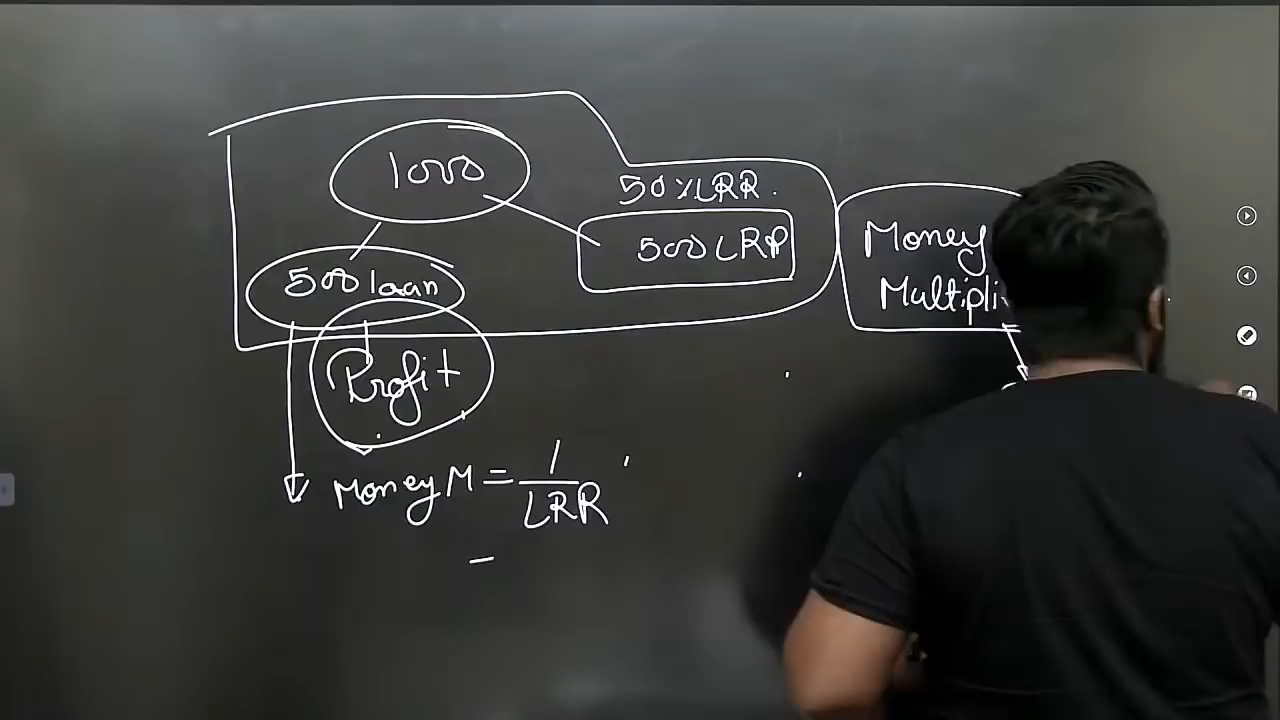 1000
50% LRR.
500 LRR
500 loan
Money
Multipli
Profit
Money M = 1/LRR
=